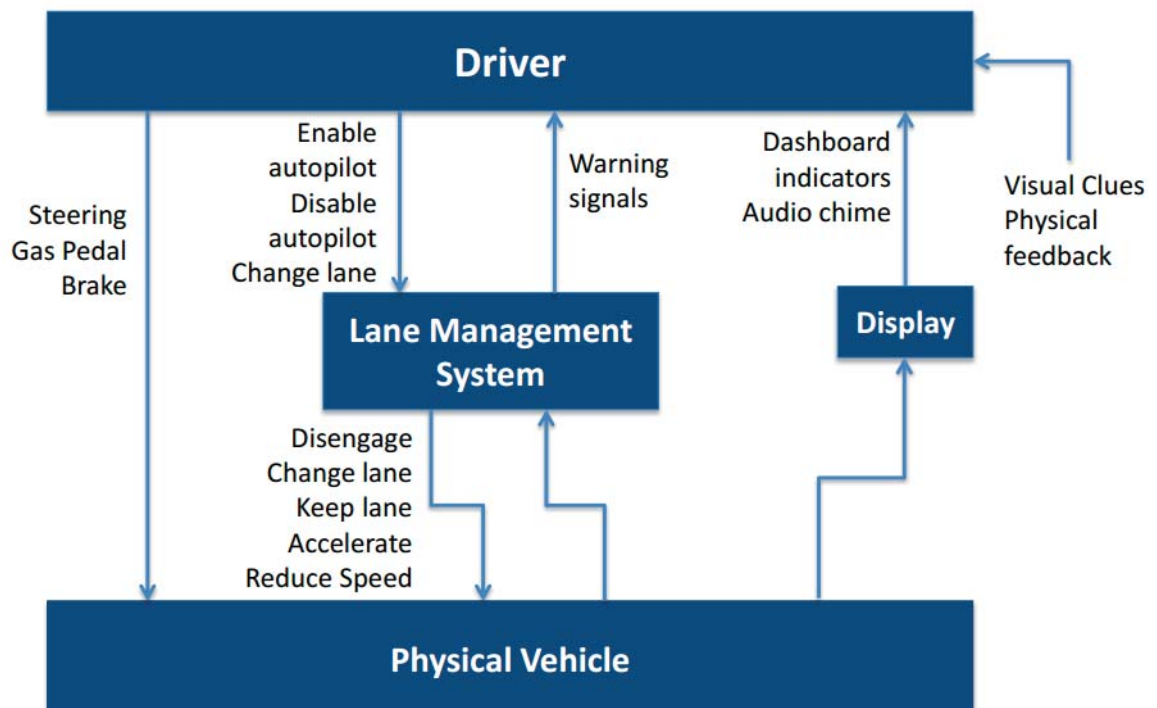 Driver
Steering
Gas Pedal
Brake
Enable
autopilot
Disable
autopilot
Change lane
Warning
signals
Dashboard
indicators
Audio chime
Visual Clues
Physical
feedback
Lane Management
System
Display
Disengage
Change lane
Keep lane
Accelerate
Reduce Speed
Physical Vehicle